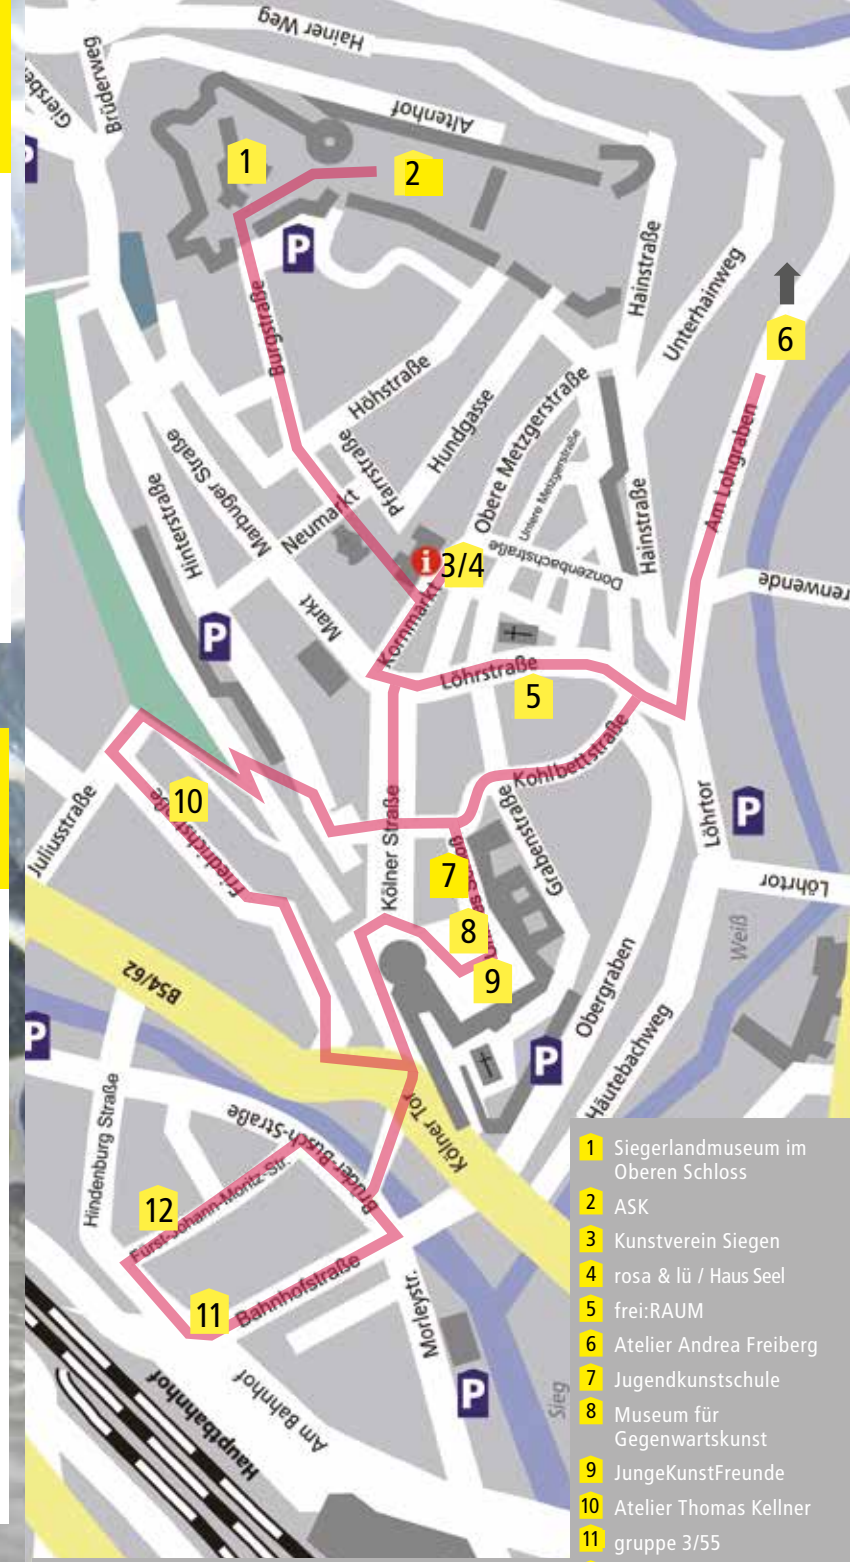 Hainer Weg
Brüderweg
Giersber
Altenhof
P
1
2
P
Hainstraße
Unterhainweg
6
Burgstraße
Höhstraße
Hundgasse
Obere Metzgerstraße
Untere Metzgerstraße
Am Lohgraben
Pfarrstraße
Marbuger Straße
Hinterstraße
Neumarkt
Hainstraße
i
3/4
Donzenbachstraße
renwende
P
Markt
Kornmarkt
Löhrstraße
5
Kohlbettstraße
10
Juliusstraße
Friedrichstraße
Kölner Straße
Grabenstraße
Löhrtor
P
7
Löhrtor
8
9
Weiß
B54/62
P
Obergraben
P
Häutebachweg
Kölner Tor
Hindenburg Straße
Brüder-Busch-Straße
12
Fürst-Johann-Moritz-Str.
11
Bahnhofstraße
Morleystr.
P
Sieg
Hauptbahnhof
Am Bahnhof
1 Siegerlandmuseum im
Oberen Schloss
2 ASK
3 Kunstverein Siegen
4 rosa & lü / Haus Seel
5 frei:RAUM
6 Atelier Andrea Freiberg
7 Jugendkunstschule
8 Museum für
Gegenwartskunst
9 JungeKunstFreunde
10 Atelier Thomas Kellner
11 gruppe 3/55